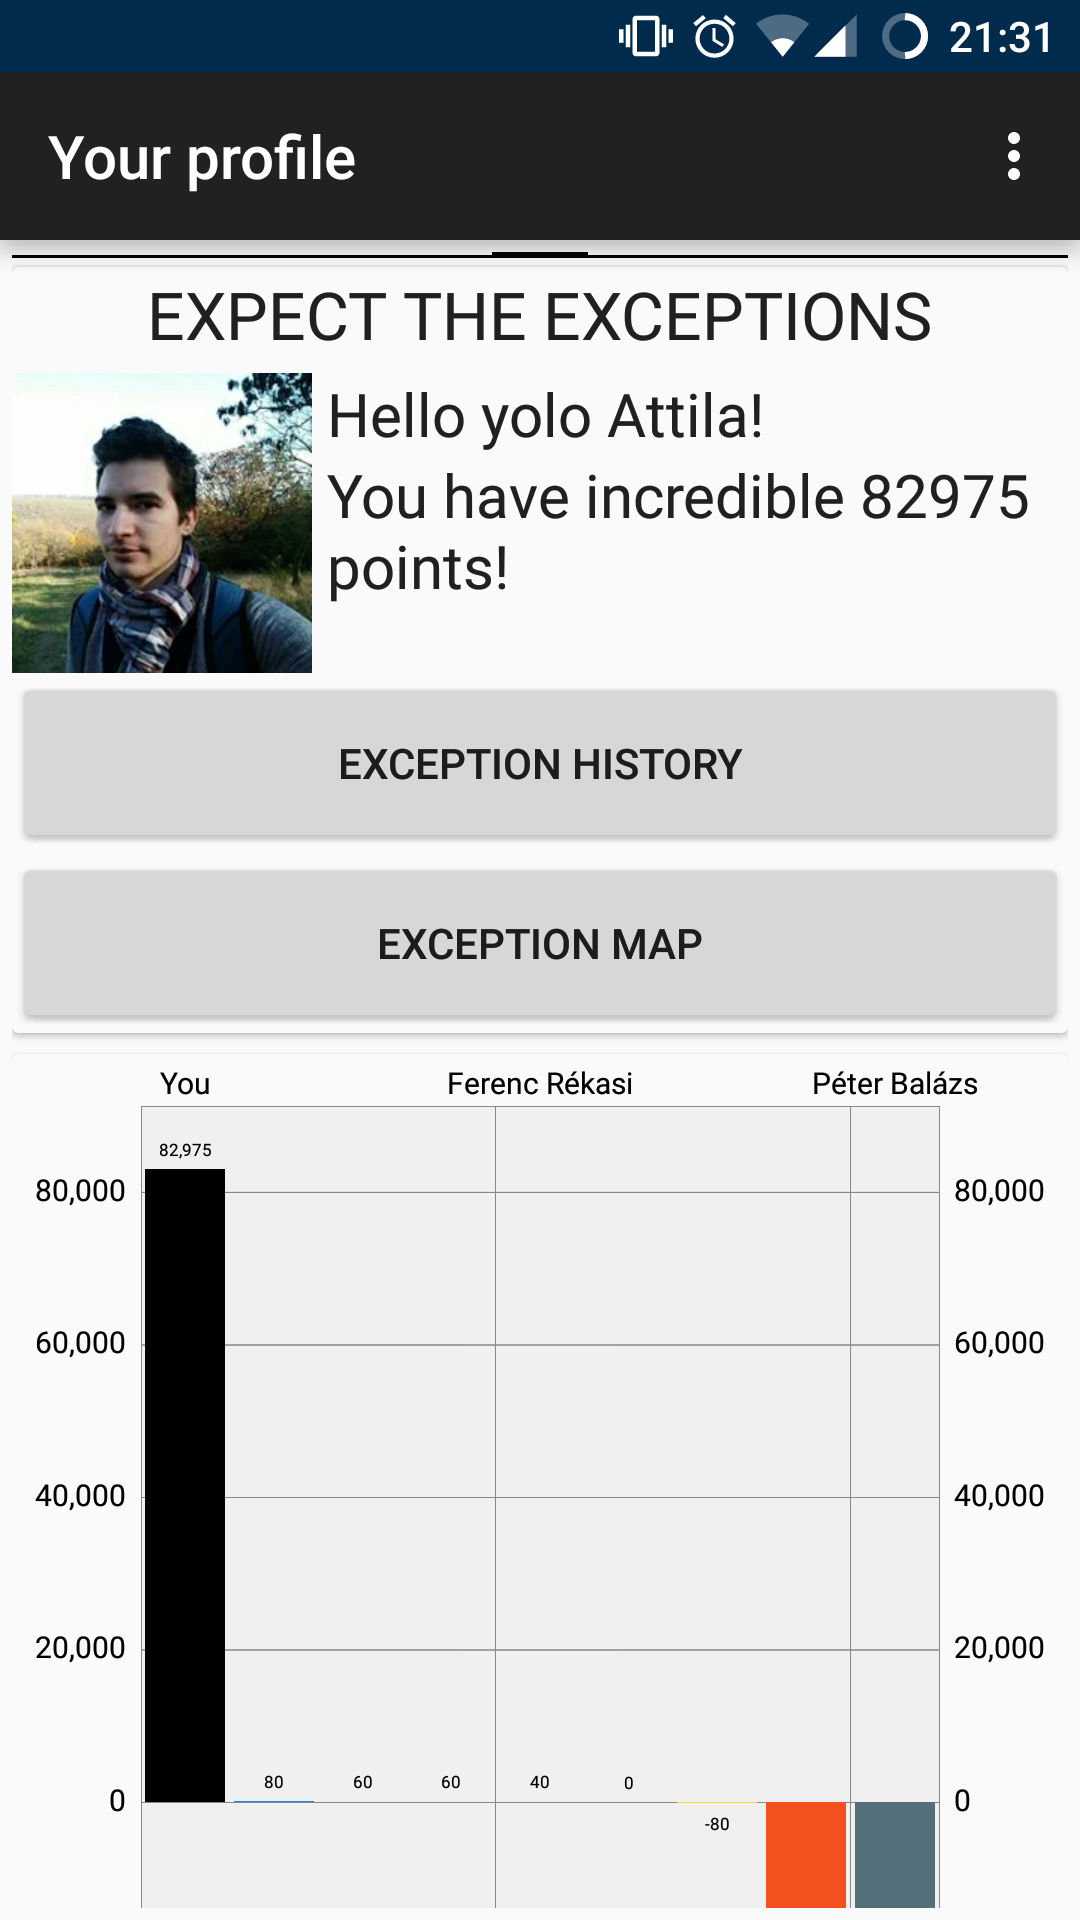 21:31
Your profile
EXPECT THE EXCEPTIONS
Hello yolo Attila!
You have incredible 82975
points!
EXCEPTION HISTORY
EXCEPTION MAP
You Ferenc Rékasi Péter Balázs
82,975
80,000 80,000
60,000 60,000
40,000 40,000
20,000 20,000
80 60 60 40 0
0 0
-80